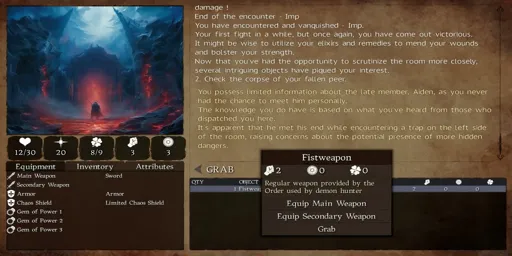 damage !
End of the encounter - Imp
You have encountered and vanquished - Imp.
Your first fight in a while, but once again, you have come out victorious.
It might be wise to utilize your elixirs and remedies to mend your wounds
and bolster your strength.
Now that you've had the opportunity to scrutinize the room more closely,
several intriguing objects have piqued your interest.
2. Check the corpse of your fallen peer.
You possess limited information about the late member, Aiden, as you never
had the chance to meet him personally.
The knowledge you do have is based on what you've heard from those who
dispatched you here.
It's apparent that he met his end while encountering a trap on the left side
of the room, raising concerns about the potential presence of more hidden
dangers.
12/30 20 8/9 3 3
Equipment Inventory Attributes
Main Weapon Sword
Secondary Weapon
Armor Armor
Chaos Shield Limited Chaos Shield
Gem of Power 1
Gem of Power 2
Gem of Power 3
GRAB
QTY OBJECT
Fistweapon
2 0 0
Regular weapon provided by the
Order used by demon hunter
Equip Main Weapon
Equip Secondary Weapon
Grab
2 0 0